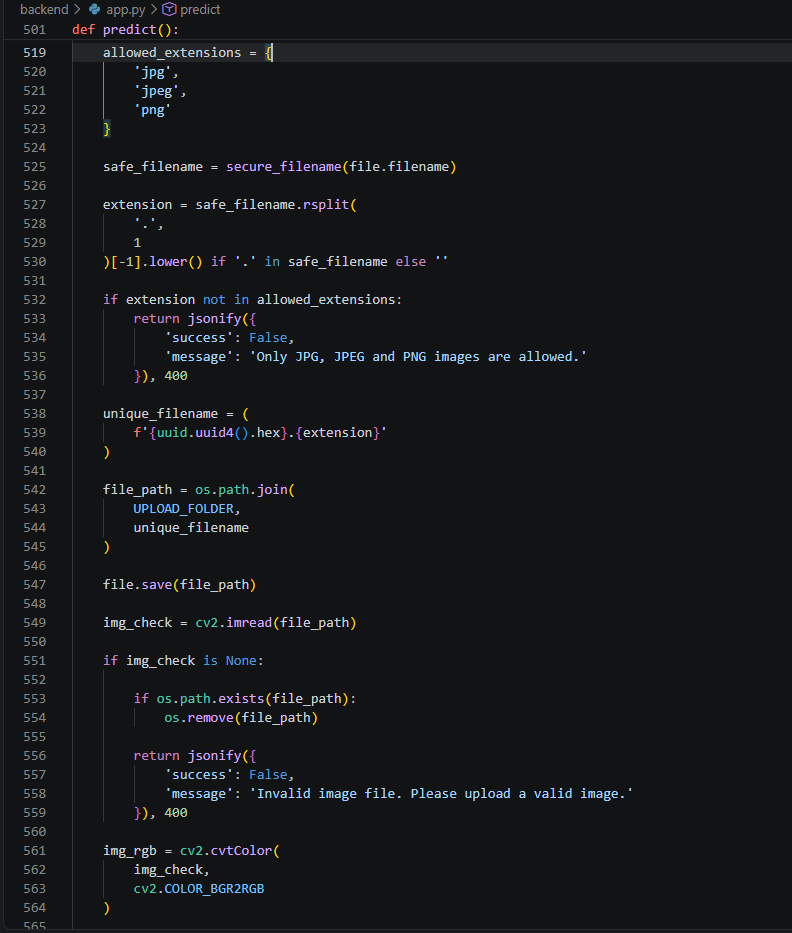 backend > app.py > predict
501 def predict():
519 allowed_extensions = {
520 'jpg',
521 'jpeg',
522 'png'
523 }
524
525 safe_filename = secure_filename(file.filename)
526
527 extension = safe_filename.rsplit(
528 '.',
529 1
530 )[-1].lower() if '.' in safe_filename else ''
531
532 if extension not in allowed_extensions:
533 return jsonify({
534 'success': False,
535 'message': 'Only JPG, JPEG and PNG images are allowed.'
536 }), 400
537
538 unique_filename = (
539 f'{uuid.uuid4().hex}.{extension}'
540 )
541
542 file_path = os.path.join(
543 UPLOAD_FOLDER,
544 unique_filename
545 )
546
547 file.save(file_path)
548
549 img_check = cv2.imread(file_path)
550
551 if img_check is None:
552
553 if os.path.exists(file_path):
554 os.remove(file_path)
555
556 return jsonify({
557 'success': False,
558 'message': 'Invalid image file. Please upload a valid image.'
559 }), 400
560
561 img_rgb = cv2.cvtColor(
562 img_check,
563 cv2.COLOR_BGR2RGB
564 )
565